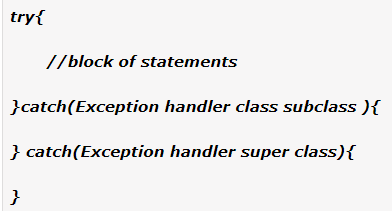 try{
//block of statements
}catch(Exception handler class subclass ){
} catch(Exception handler super class){
}